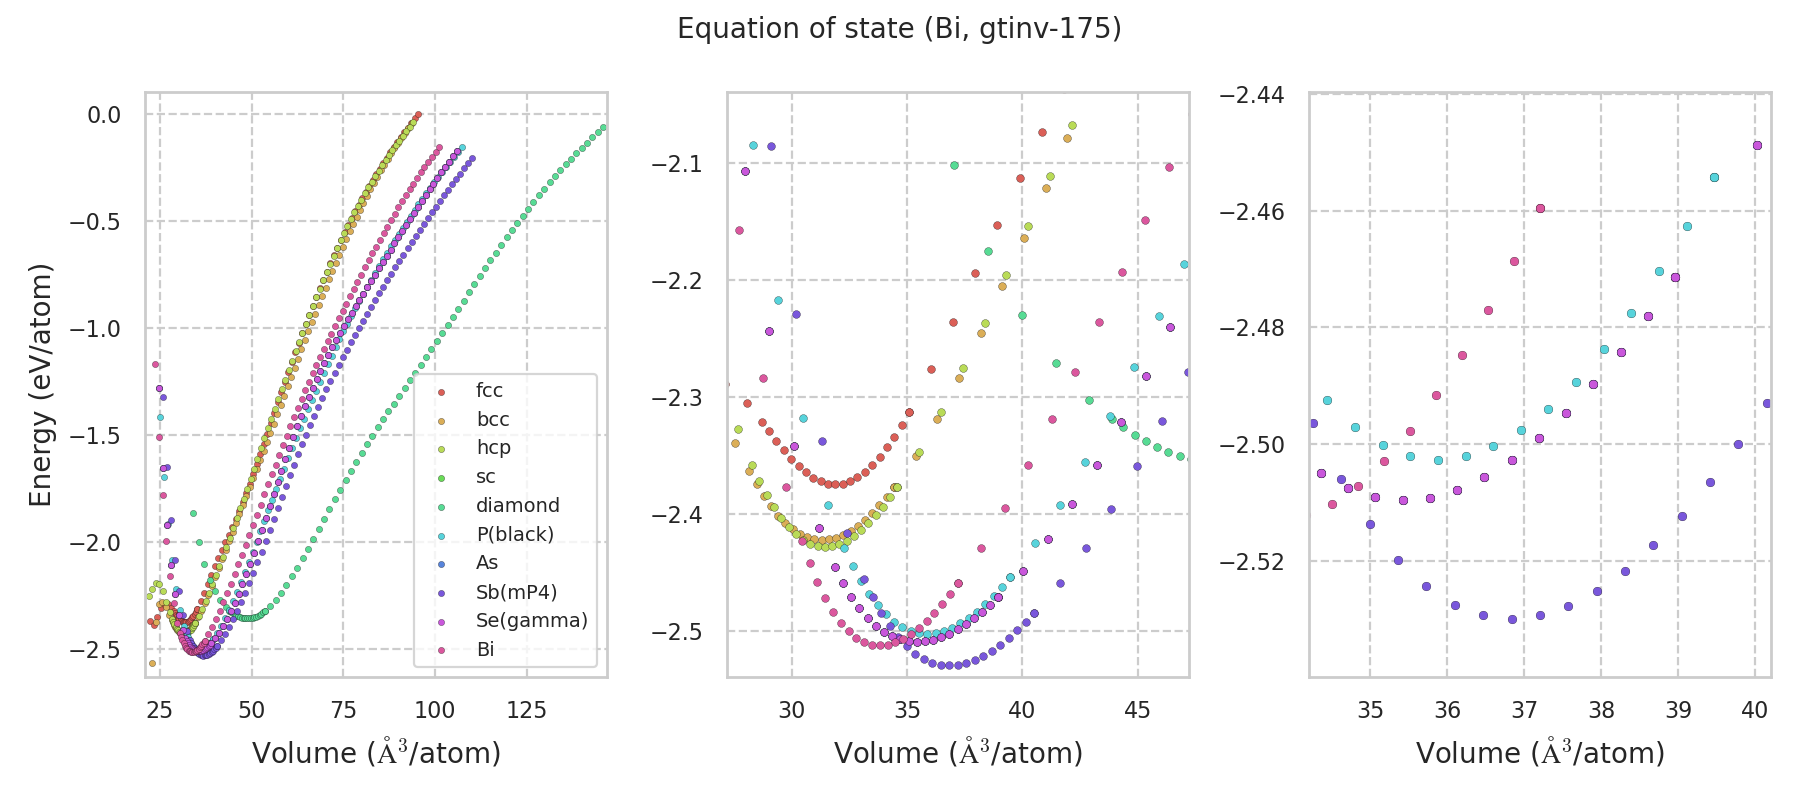 Equation of state (Bi, gtinv-175)
Energy (eV/atom)
0.0
−0.5
−1.0
−1.5
−2.0
−2.5
25 50 75 100 125
Volume (Å³/atom)
fcc
bcc
hcp
sc
diamond
P(black)
As
Sb(mP4)
Se(gamma)
Bi
−2.1
−2.2
−2.3
−2.4
−2.5
30 35 40 45
Volume (Å³/atom)
−2.44
−2.46
−2.48
−2.50
−2.52
35 36 37 38 39 40
Volume (Å³/atom)